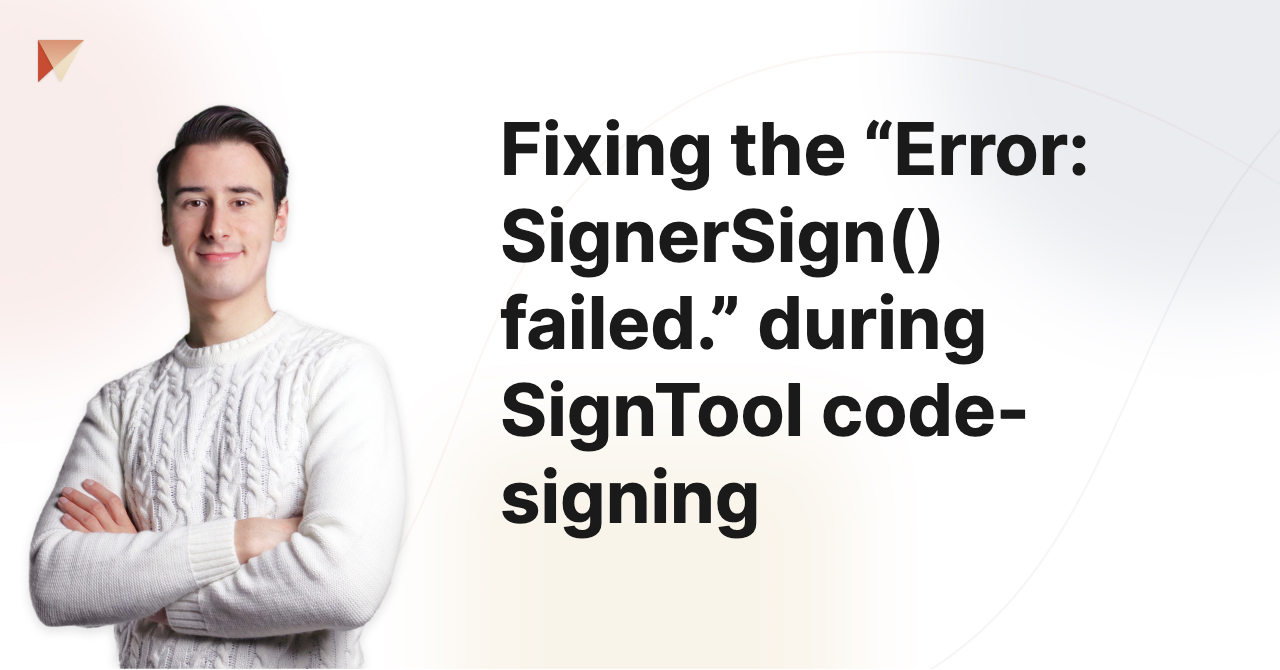 Fixing the “Error:
SignerSign()
failed.” during
SignTool code-
signing